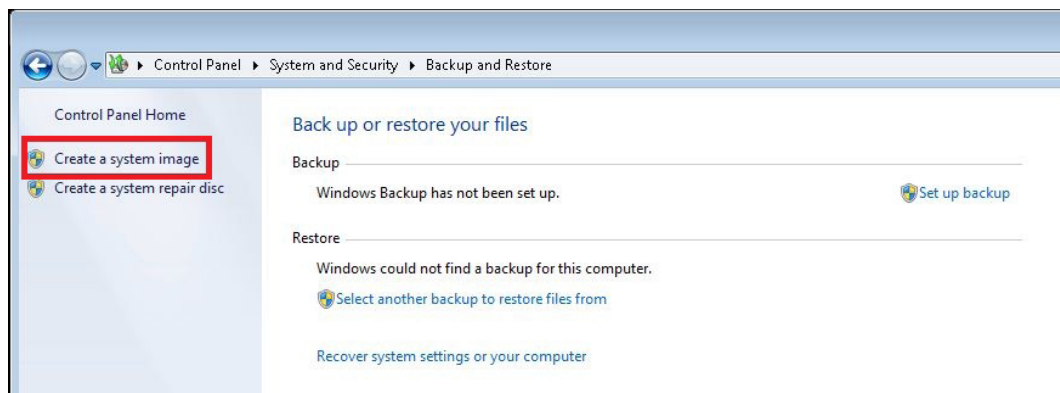 Control Panel ▸ System and Security ▸ Backup and Restore
Control Panel Home
Create a system image
Create a system repair disc
Back up or restore your files
Backup
Windows Backup has not been set up.
Set up backup
Restore
Windows could not find a backup for this computer.
Select another backup to restore files from
Recover system settings or your computer